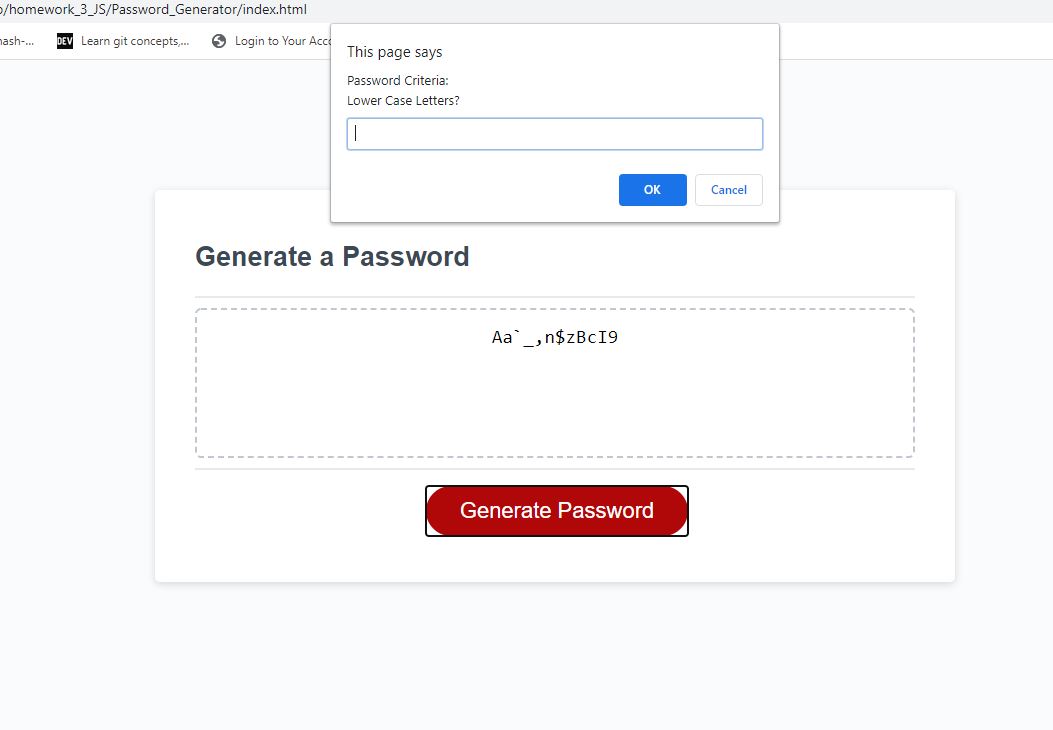 o/homework_3_JS/Password_Generator/index.html
hash-... DEV Learn git concepts,... Login to Your Acc
This page says
Password Criteria:
Lower Case Letters?
OK Cancel
Generate a Password
Aa`_,n$zBcI9
Generate Password